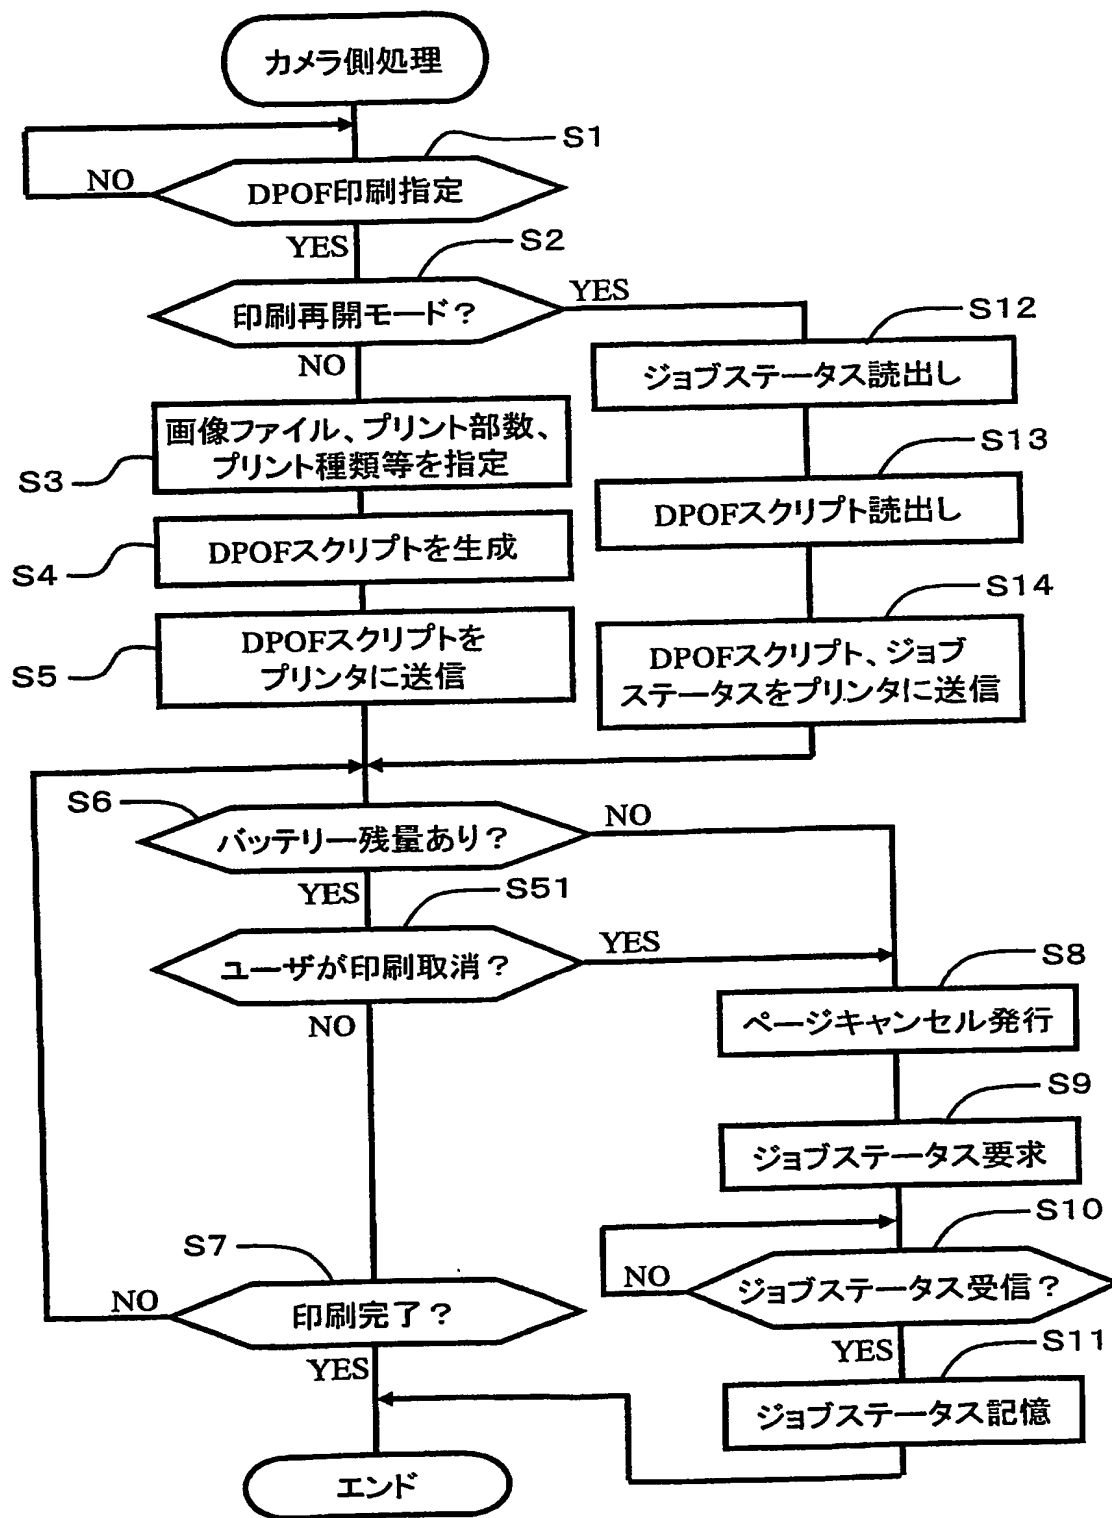 カメラ側処理
S1
NO
DPOF印刷指定
YES
S2
印刷再開モード？
YES
NO
S12
ジョブステータス読出し
画像ファイル、プリント部数、
プリント種類等を指定
S3
S13
DPOFスクリプト読出し
DPOFスクリプトを生成
S4
S14
DPOFスクリプトを
プリンタに送信
S5
DPOFスクリプト、ジョブ
ステータスをプリンタに送信
S6
バッテリー残量あり？
NO
YES
S51
ユーザが印刷取消？
YES
NO
S8
ページキャンセル発行
S9
ジョブステータス要求
S10
NO
ジョブステータス受信？
YES
S7
NO
印刷完了？
YES
S11
ジョブステータス記憶
エンド